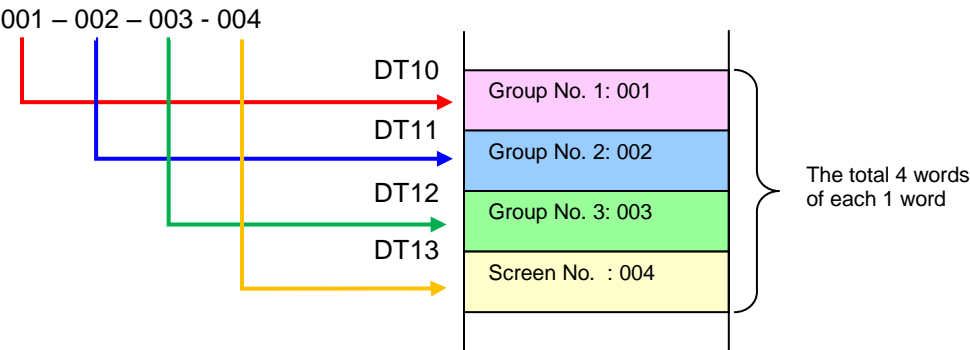 001 – 002 – 003 - 004
DT10
Group No. 1: 001
DT11
Group No. 2: 002
DT12
Group No. 3: 003
DT13
Screen No. : 004
The total 4 words
of each 1 word